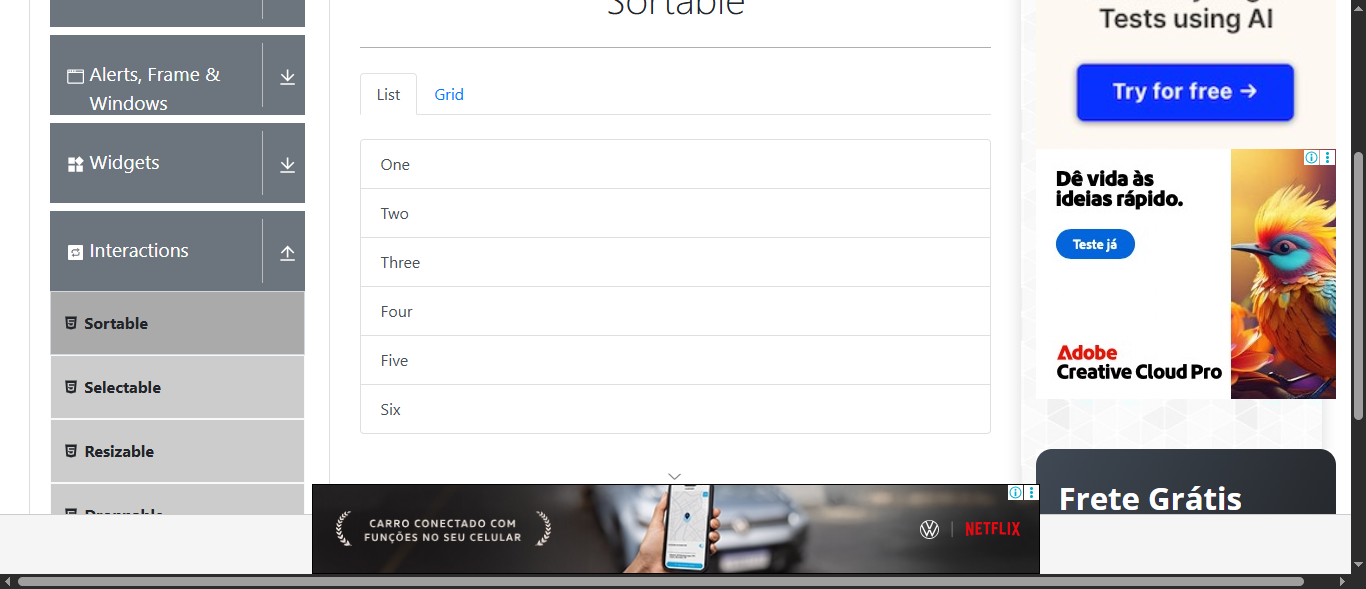 Sortable
Alerts, Frame &
Windows
Widgets
Interactions
Sortable
Selectable
Resizable
Droppable
List
Grid
One
Two
Three
Four
Five
Six
Tests using AI
Try for free →
Dê vida às
ideias rápido.
Teste já
Adobe
Creative Cloud Pro
Frete Grátis
CARRO CONECTADO COM
FUNÇÕES NO SEU CELULAR
NETFLIX